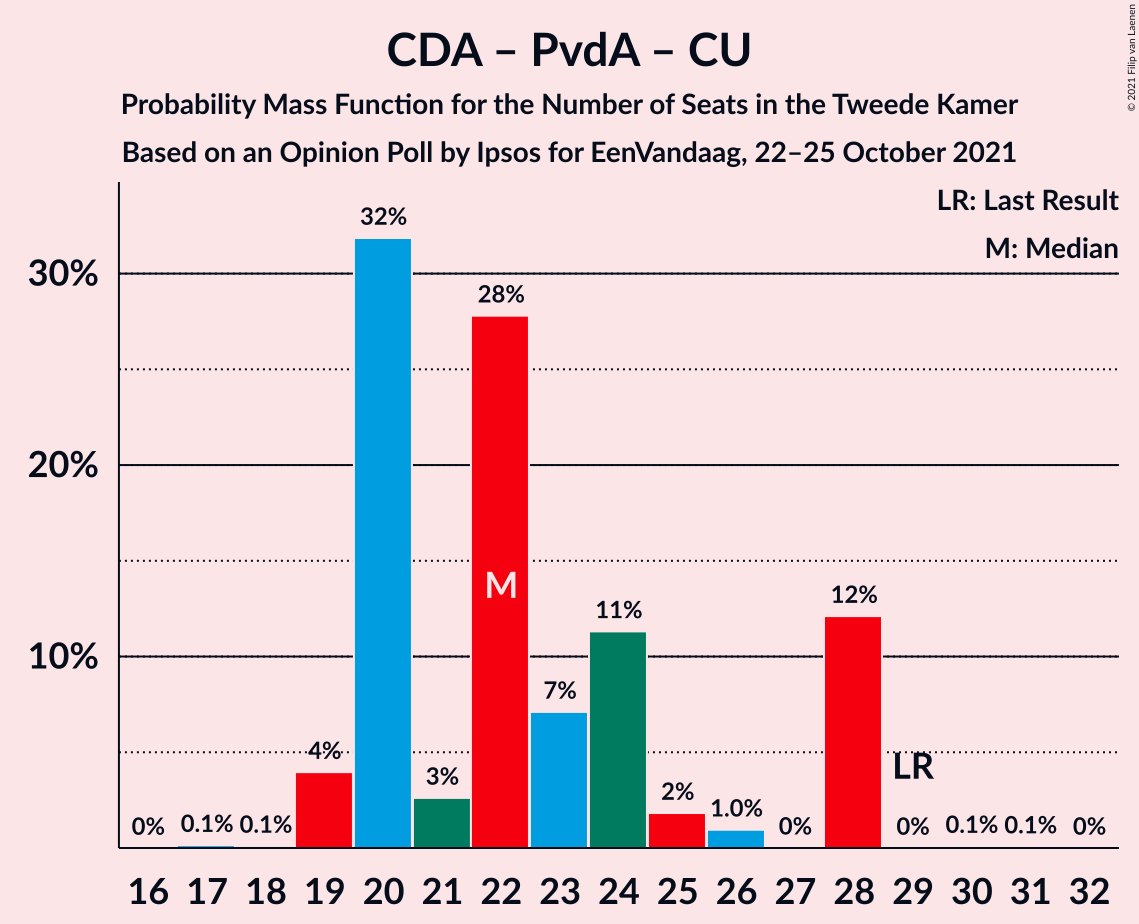 CDA – PvdA – CU
Probability Mass Function for the Number of Seats in the Tweede Kamer
Based on an Opinion Poll by Ipsos for EenVandaag, 22–25 October 2021
© 2021 Filip van Laenen
LR: Last Result
M: Median
30%
20%
10%
0%
0.1%
0.1%
4%
32%
3%
28%
M
7%
11%
2%
1.0%
0%
12%
LR
0%
0.1%
0.1%
0%
16 17 18 19 20 21 22 23 24 25 26 27 28 29 30 31 32